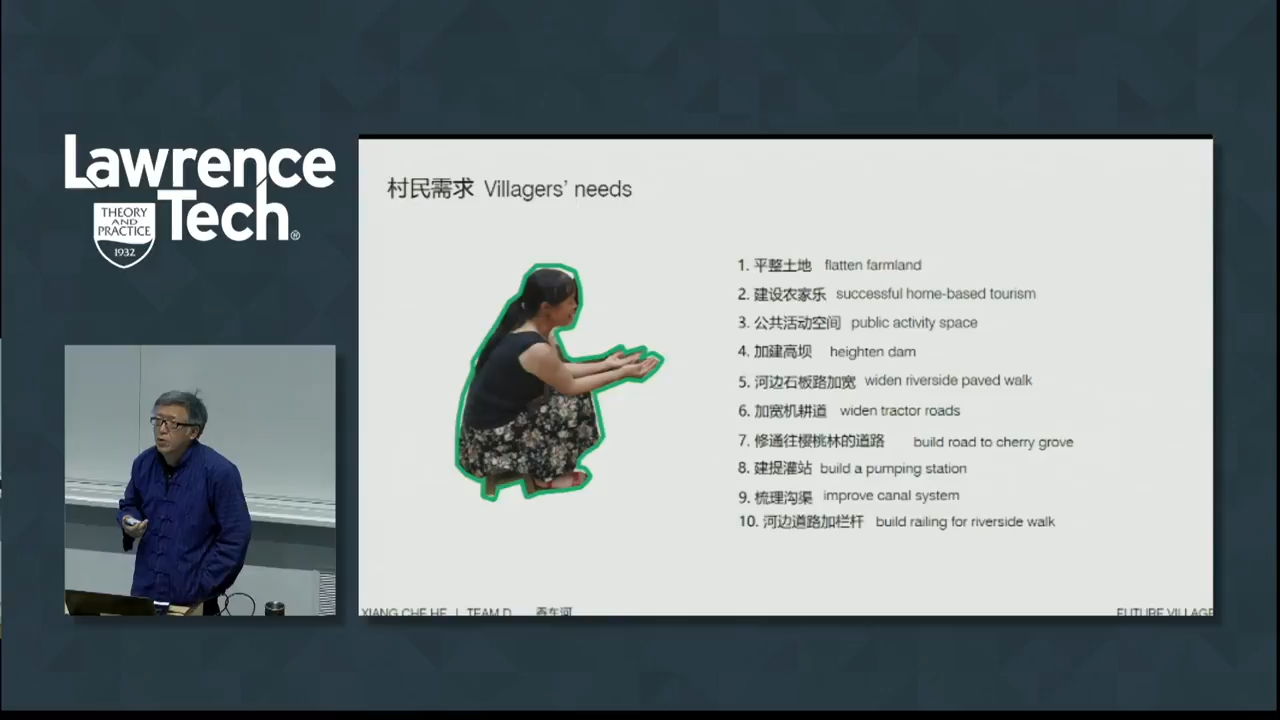 Lawrence
Tech®
THEORY
AND
PRACTICE
1932
村民需求 Villagers' needs
1. 平整土地 flatten farmland
2. 建设农家乐 successful home-based tourism
3. 公共活动空间 public activity space
4. 加建高坝 heighten dam
5. 河边石板路加宽 widen riverside paved walk
6. 加宽机耕道 widen tractor roads
7. 修通往樱桃林的道路 build road to cherry grove
8. 建提灌站 build a pumping station
9. 梳理沟渠 improve canal system
10. 河边道路加栏杆 build railing for riverside walk
XIANG CHE HE | TEAM D 香车河
FUTURE VILLAGE